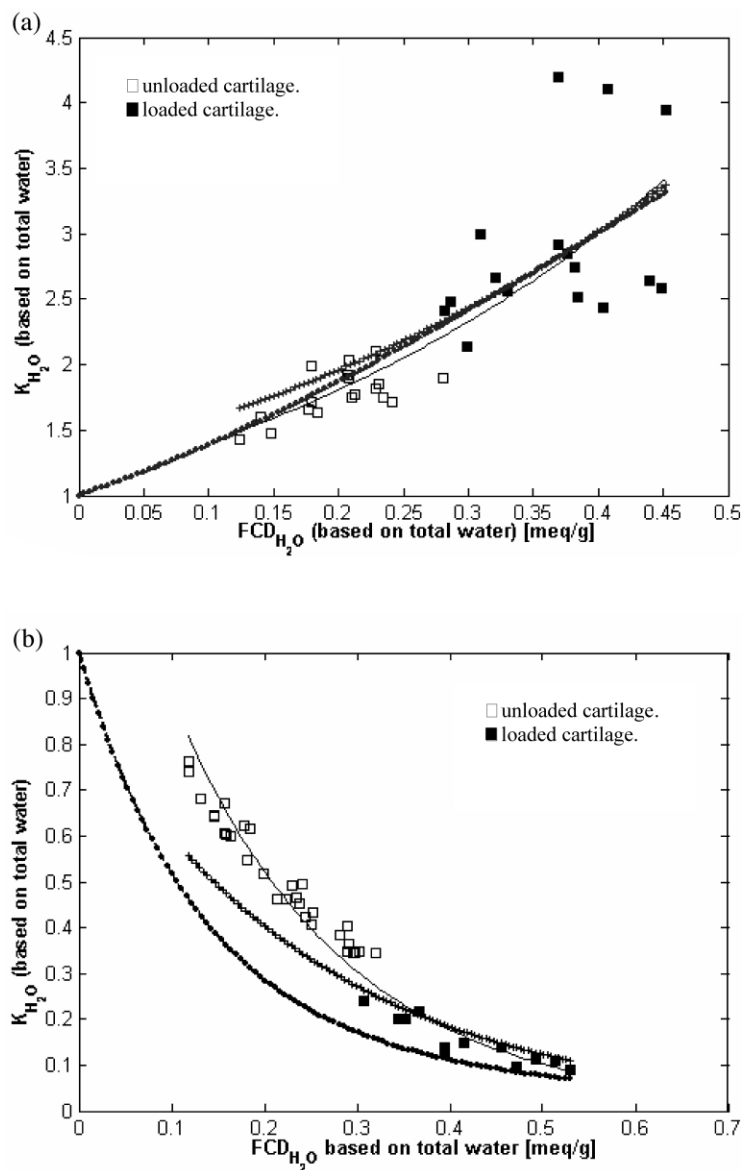 (a)
4.5
4
3.5
3
2.5
2
1.5
1
K_H₂O (based on total water)
□ unloaded cartilage.
■ loaded cartilage.
0 0.05 0.1 0.15 0.2 0.25 0.3 0.35 0.4 0.45 0.5
FCD_H₂O (based on total water) [meq/g]
(b)
1
0.9
0.8
0.7
0.6
0.5
0.4
0.3
0.2
0.1
0
K_H₂O (based on total water)
□ unloaded cartilage.
■ loaded cartilage.
0 0.1 0.2 0.3 0.4 0.5 0.6 0.7
FCD_H₂O based on total water [meq/g]